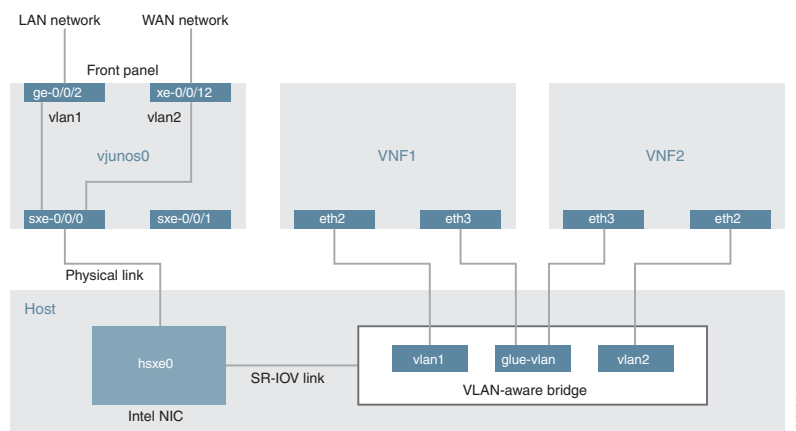 LAN network
WAN network
Front panel
ge-0/0/2
xe-0/0/12
vlan1
vlan2
vjunos0
VNF1
VNF2
sxe-0/0/0
sxe-0/0/1
eth2
eth3
eth3
eth2
Physical link
Host
hsxe0
vlan1
glue-vlan
vlan2
SR-IOV link
VLAN-aware bridge
Intel NIC